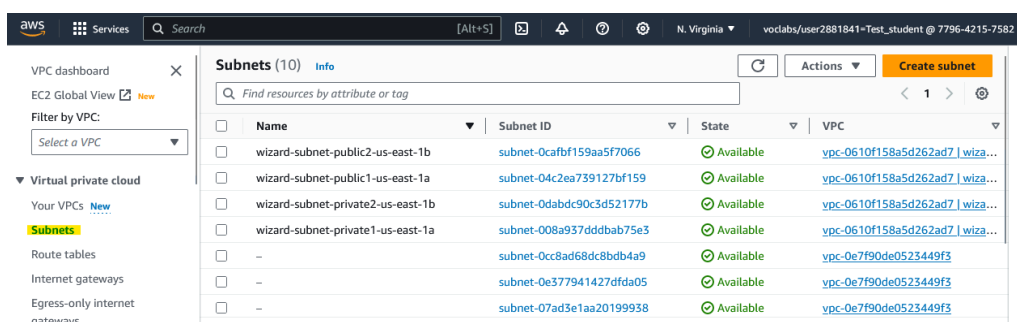 aws Services Search [Alt+S] N. Virginia ▼ voclabs/user2881841=Test_student @ 7796-4215-7582
VPC dashboard
EC2 Global View New
Filter by VPC:
Select a VPC
Virtual private cloud
Your VPCs New
Subnets
Route tables
Internet gateways
Egress-only internet
gateways
Subnets (10) Info
Actions ▼ Create subnet
Find resources by attribute or tag
1
Name Subnet ID State VPC
wizard-subnet-public2-us-east-1b subnet-0cafbf159aa5f7066 Available vpc-0610f158a5d262ad7 | wiza...
wizard-subnet-public1-us-east-1a subnet-04c2ea739127bf159 Available vpc-0610f158a5d262ad7 | wiza...
wizard-subnet-private2-us-east-1b subnet-0dabdc90c3d52177b Available vpc-0610f158a5d262ad7 | wiza...
wizard-subnet-private1-us-east-1a subnet-008a937dddbab75e3 Available vpc-0610f158a5d262ad7 | wiza...
– subnet-0cc8ad68dc8bdb4a9 Available vpc-0e7f90de0523449f3
– subnet-0e377941427dfda05 Available vpc-0e7f90de0523449f3
– subnet-07ad3e1aa20199938 Available vpc-0e7f90de0523449f3